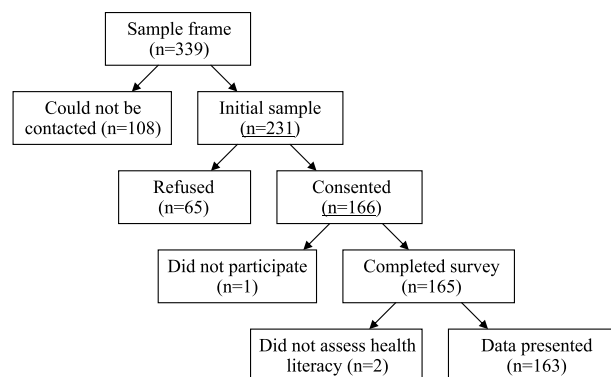 Sample frame
(n=339)
Could not be
contacted (n=108)
Initial sample
(n=231)
Refused
(n=65)
Consented
(n=166)
Did not participate
(n=1)
Completed survey
(n=165)
Did not assess health
literacy (n=2)
Data presented
(n=163)